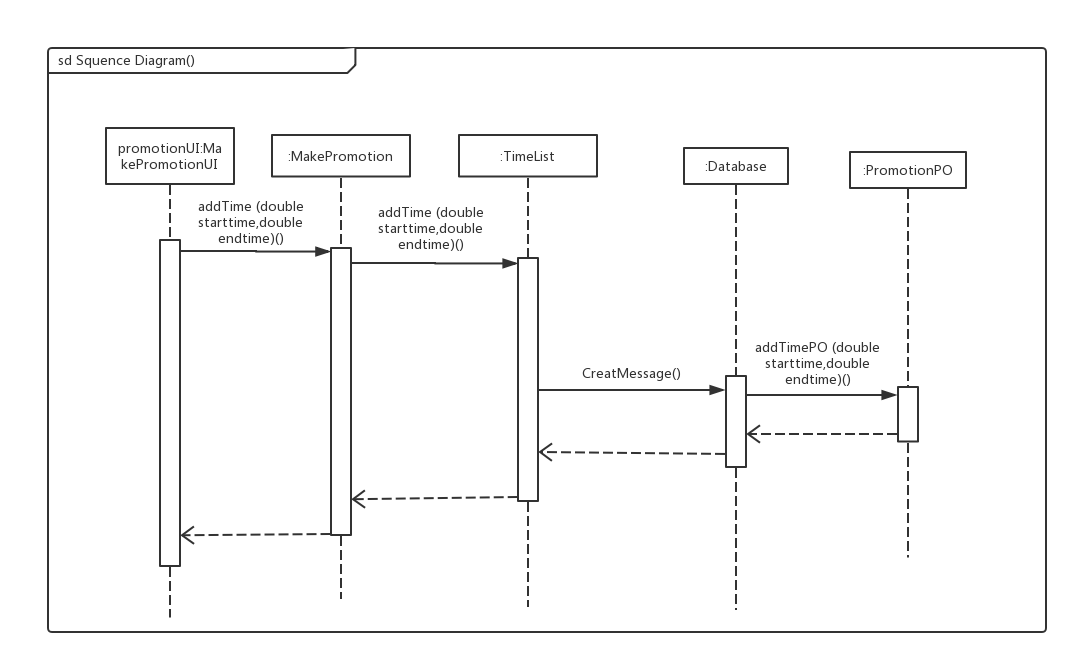 sd Squence Diagram()
promotionUI:Ma
kePromotionUI
:MakePromotion
:TimeList
:Database
:PromotionPO
addTime (double
starttime,double
endtime)()
addTime (double
starttime,double
endtime)()
CreatMessage()
addTimePO (double
starttime,double
endtime)()